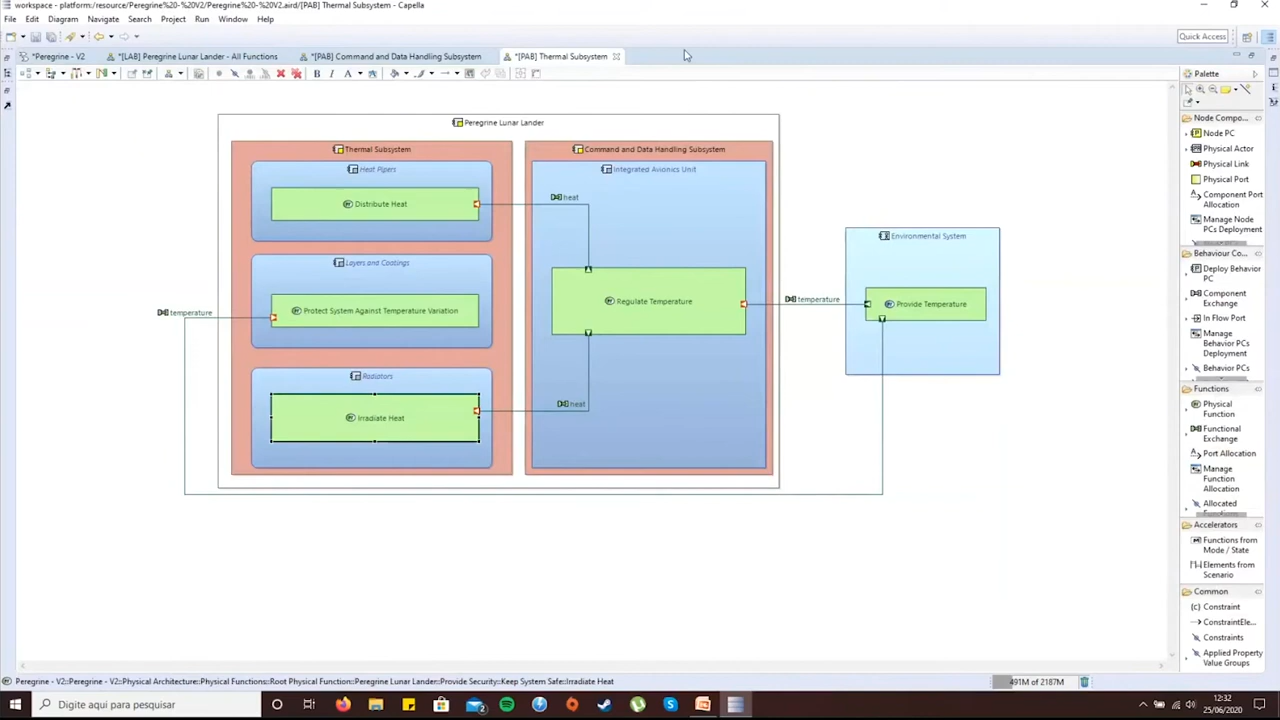 workspace - platform:/resource/Peregrine%20-%20V2/Peregrine%20-%20V2.aird/[PAB] Thermal Subsystem - Capella
File Edit Diagram Navigate Search Project Run Window Help
Quick Access
*Peregrine - V2
*[LAB] Peregrine Lunar Lander - All Functions
*[PAB] Command and Data Handling Subsystem
*[PAB] Thermal Subsystem
B I A
Peregrine Lunar Lander
Thermal Subsystem
Heat Pipers
Distribute Heat
Layers and Coatings
Protect System Against Temperature Variation
Radiators
Irradiate Heat
Command and Data Handling Subsystem
Integrated Avionics Unit
Regulate Temperature
heat
heat
temperature
temperature
Environmental System
Provide Temperature
Palette
Node Compo...
Node PC
Physical Actor
Physical Link
Physical Port
Component Port
Allocation
Manage Node
PCs Deployment
Behaviour Co...
Deploy Behavior
PC
Component
Exchange
In Flow Port
Manage
Behavior PCs
Deployment
Behavior PCs
Functions
Physical
Function
Functional
Exchange
Port Allocation
Manage
Function
Allocation
Allocated
Accelerators
Functions from
Mode / State
Elements from
Scenario
Common
Constraint
ConstraintEle...
Constraints
Applied Property
Value Groups
Peregrine - V2::Peregrine - V2::Physical Architecture::Physical Functions::Root Physical Function::Peregrine Lunar Lander::Provide Security::Keep System Safe::Irradiate Heat
491M of 2187M
Digite aqui para pesquisar
12:32
25/06/2020